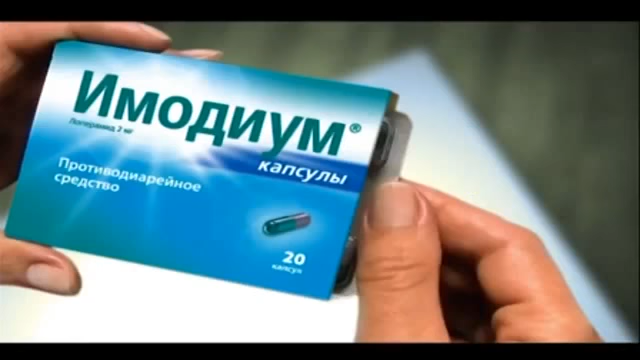 Имодиум®
Лоперамид 2 мг
капсулы
Противодиарейное
средство
20
капсул